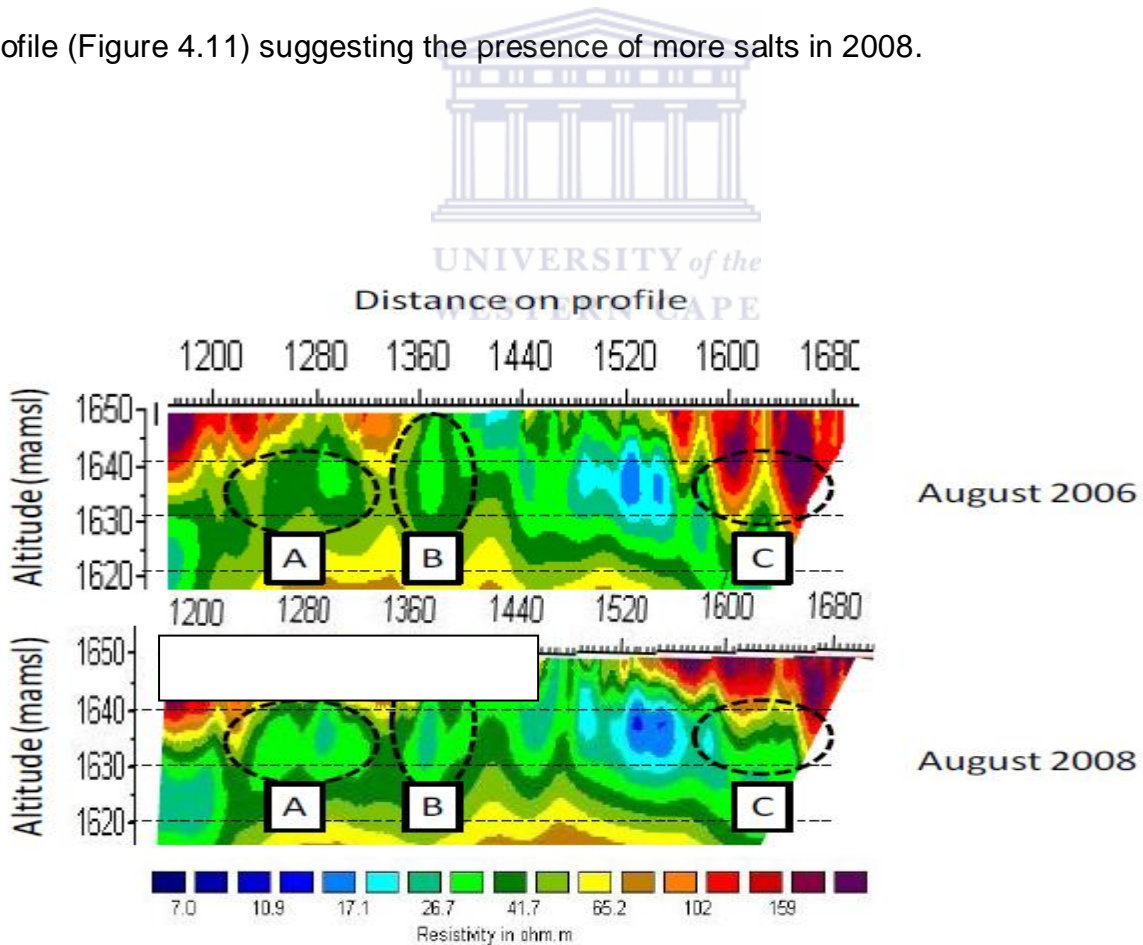 ofile (Figure 4.11) suggesting the presence of more salts in 2008.
UNIVERSITY of the
WESTERN CAPE
Distance on profile
1200 1280 1360 1440 1520 1600 1680
Altitude (mamsl)
1650
1640
1630
1620
A B C
August 2006
1200 1280 1360 1440 1520 1600 1680
Altitude (mamsl)
1650
1640
1630
1620
A B C
August 2008
7.0 10.9 17.1 26.7 41.7 65.2 102 159
Resistivity in ohm.m